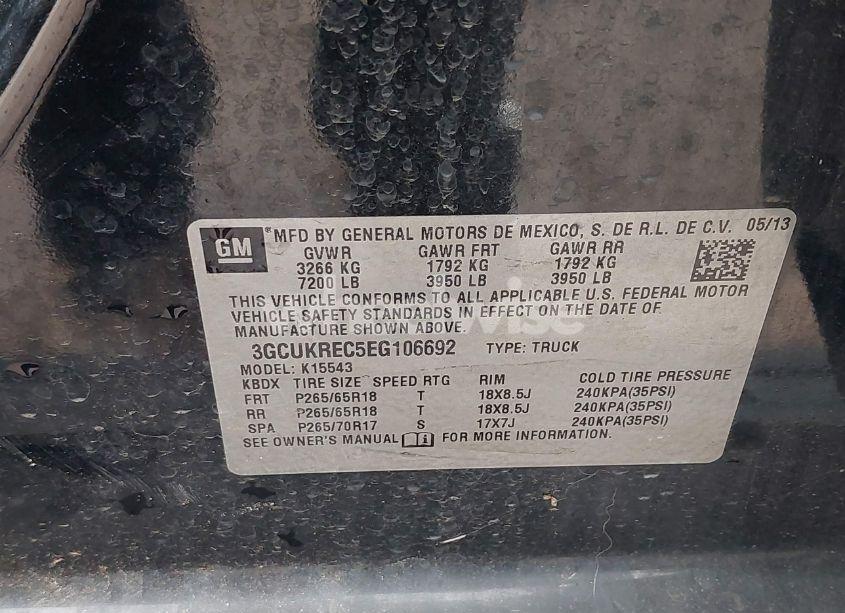 GM ® MFD BY GENERAL MOTORS DE MEXICO, S. DE R.L. DE C.V. 05/13
GVWR GAWR FRT GAWR RR
3266 KG 1792 KG 1792 KG
7200 LB 3950 LB 3950 LB
THIS VEHICLE CONFORMS TO ALL APPLICABLE U.S. FEDERAL MOTOR
VEHICLE SAFETY STANDARDS IN EFFECT ON THE DATE OF
MANUFACTURE SHOWN ABOVE.
3GCUKREC5EG106692 TYPE: TRUCK
MODEL: K15543
KBDX TIRE SIZE SPEED RTG RIM COLD TIRE PRESSURE
FRT P265/65R18 T 18X8.5J 240KPA(35PSI)
RR P265/65R18 T 18X8.5J 240KPA(35PSI)
SPA P265/70R17 S 17X7J 240KPA(35PSI)
SEE OWNER'S MANUAL FOR MORE INFORMATION.